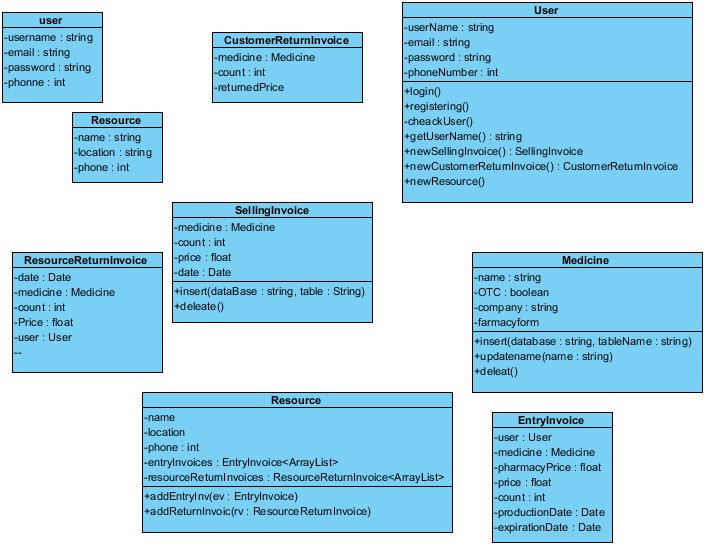 user
-username : string
-email : string
-password : string
-phonne : int
CustomerReturnInvoice
-medicine : Medicine
-count : int
-returnedPrice
User
-userName : string
-email : string
-password : string
-phoneNumber : int
+login()
+registering()
-cheackUser()
+getUserName() : string
+newSellingInvoice() : SellingInvoice
+newCustomerReturnInvoice() : CustomerReturnInvoice
+newResource()
Resource
-name : string
-location : string
-phone : int
SellingInvoice
-medicine : Medicine
-count : int
-price : float
-date : Date
+insert(dataBase : string, table : String)
+deleate()
ResourceReturnInvoice
-date : Date
-medicine : Medicine
-count : int
-Price : float
-user : User
--
Medicine
-name : string
-OTC : boolean
-company : string
-farmacyform
+insert(database : string, tableName : string)
+updatename(name : string)
+deleat()
Resource
-name
-location
-phone : int
-entryInvoices : EntryInvoice<ArrayList>
-resourceReturnInvoices : ResourceReturnInvoice<ArrayList>
+addEntryInv(ev : EntryInvoice)
+addReturnInvoic(rv : ResourceReturnInvoice)
EntryInvoice
-user : User
-medicine : Medicine
-pharmacyPrice : float
-price : float
-count : int
-productionDate : Date
-expirationDate : Date